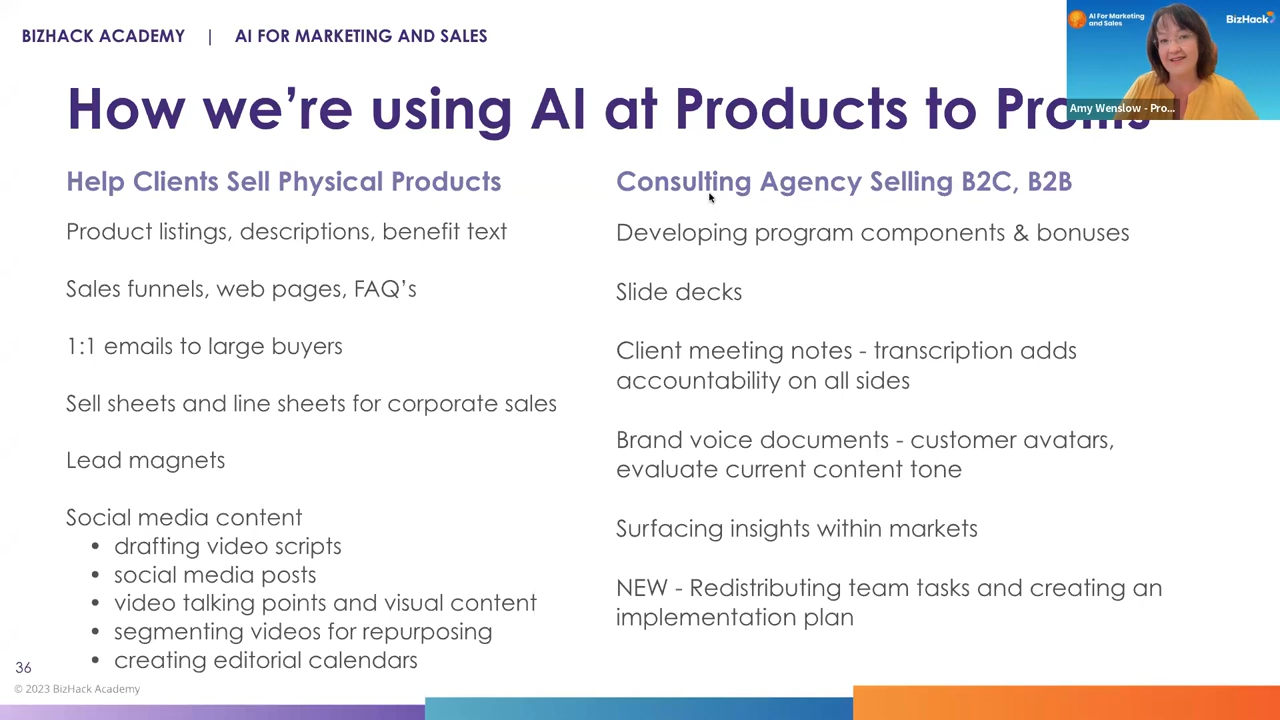 BIZHACK ACADEMY | AI FOR MARKETING AND SALES
AI For Marketing
and Sales
BizHack
Amy Wenslow - Pro...
How we’re using AI at Products to Profits
Help Clients Sell Physical Products
Product listings, descriptions, benefit text
Sales funnels, web pages, FAQ’s
1:1 emails to large buyers
Sell sheets and line sheets for corporate sales
Lead magnets
Social media content
• drafting video scripts
• social media posts
• video talking points and visual content
• segmenting videos for repurposing
• creating editorial calendars
Consulting Agency Selling B2C, B2B
Developing program components & bonuses
Slide decks
Client meeting notes - transcription adds
accountability on all sides
Brand voice documents - customer avatars,
evaluate current content tone
Surfacing insights within markets
NEW - Redistributing team tasks and creating an
implementation plan
36
© 2023 BizHack Academy